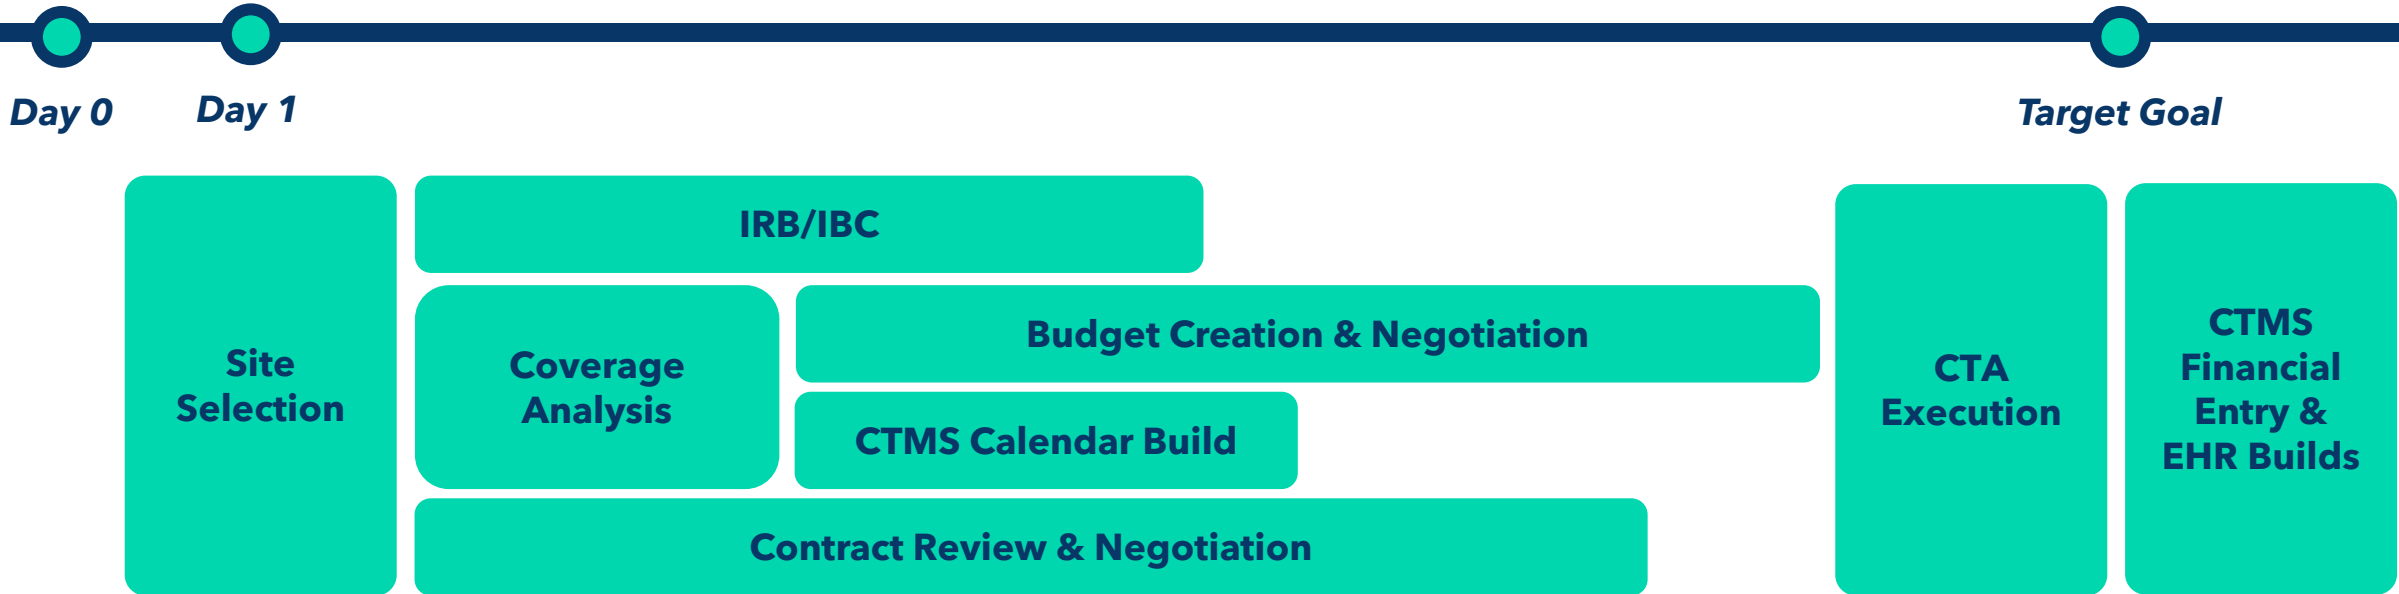 Day 0
Day 1
Target Goal
Site
Selection
IRB/IBC
Coverage
Analysis
Budget Creation & Negotiation
CTMS Calendar Build
Contract Review & Negotiation
CTA
Execution
CTMS
Financial
Entry &
EHR Builds